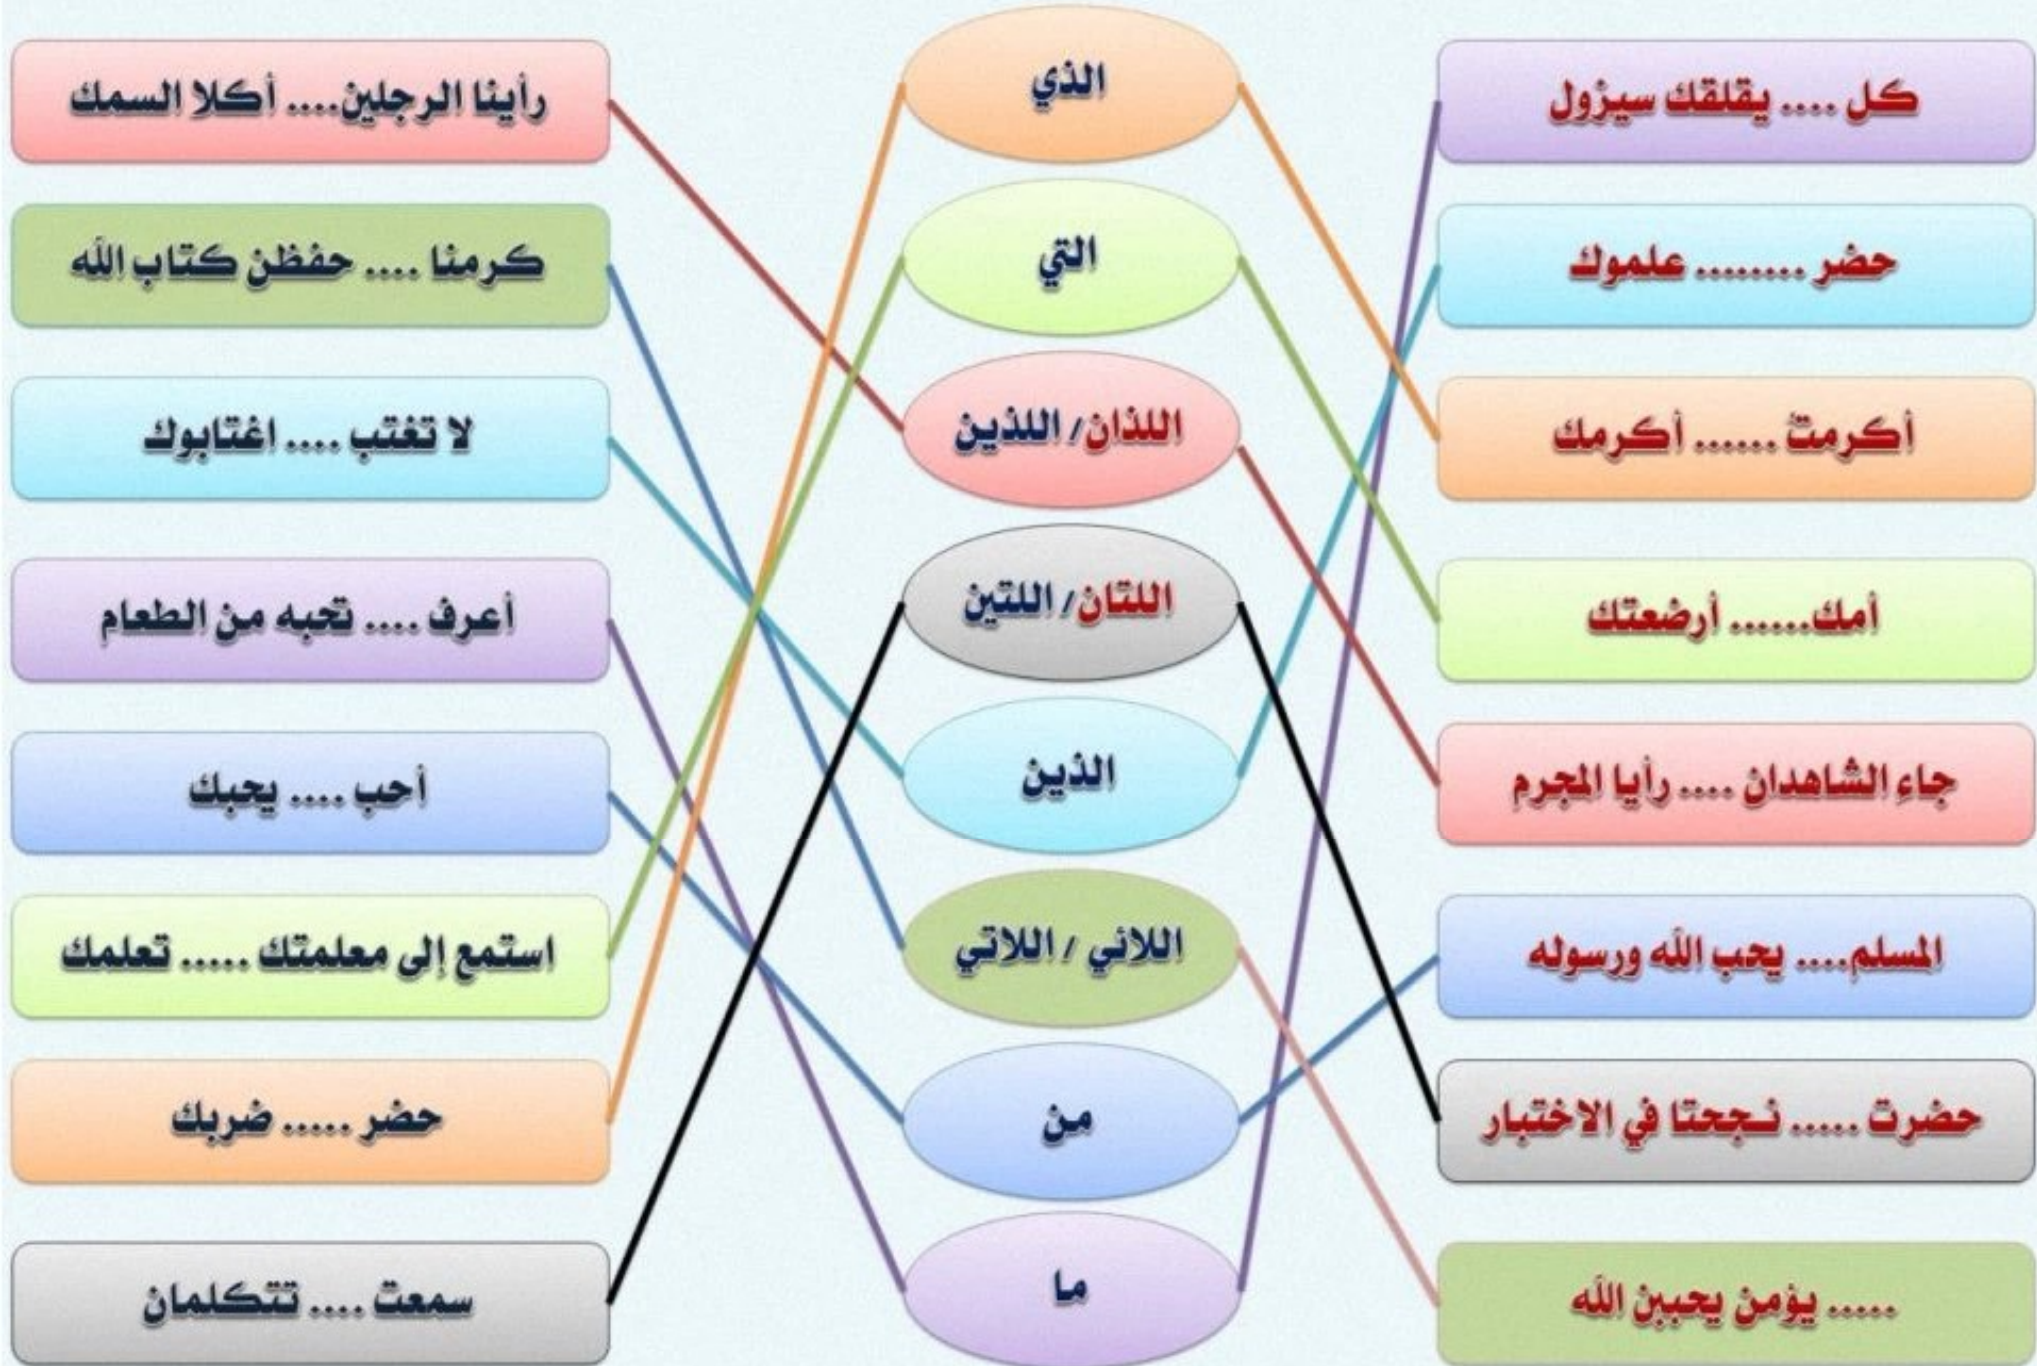 كل .... يقلقك سيزول
حضر ........ علموك
أكرمتُ ...... أكرمك
أمك...... أرضعتك
جاء الشاهدان .... رأيا المجرم
المسلم.... يحب الله ورسوله
حضرت ..... نجحتا في الاختبار
..... يؤمن يحببن الله
الذي
التي
اللذان/ اللذين
اللتان/ اللتين
الذين
اللائي / اللاتي
من
ما
رأينا الرجلين.... أكلا السمك
كرمنا .... حفظن كتاب الله
لا تغتب .... اغتابوك
أعرف .... تحبه من الطعام
أحب .... يحبك
استمع إلى معلمتك ..... تعلمك
حضر ..... ضربك
سمعت .... تتكلمان